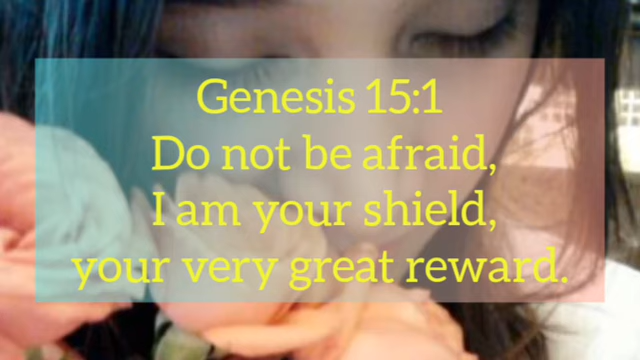 Genesis 15:1
Do not be afraid,
I am your shield,
your very great reward.